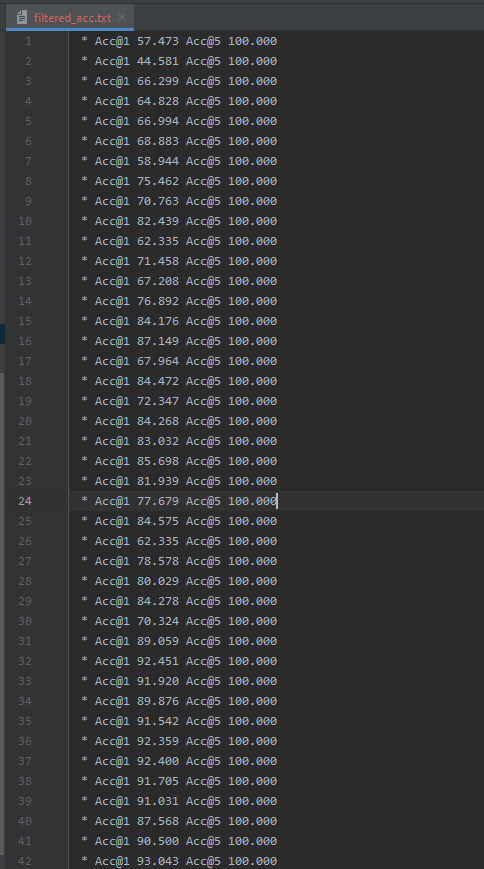 filtered_acc.txt
1 * Acc@1 57.473 Acc@5 100.000
2 * Acc@1 44.581 Acc@5 100.000
3 * Acc@1 66.299 Acc@5 100.000
4 * Acc@1 64.828 Acc@5 100.000
5 * Acc@1 66.994 Acc@5 100.000
6 * Acc@1 68.883 Acc@5 100.000
7 * Acc@1 58.944 Acc@5 100.000
8 * Acc@1 75.462 Acc@5 100.000
9 * Acc@1 70.763 Acc@5 100.000
10 * Acc@1 82.439 Acc@5 100.000
11 * Acc@1 62.335 Acc@5 100.000
12 * Acc@1 71.458 Acc@5 100.000
13 * Acc@1 67.208 Acc@5 100.000
14 * Acc@1 76.892 Acc@5 100.000
15 * Acc@1 84.176 Acc@5 100.000
16 * Acc@1 87.149 Acc@5 100.000
17 * Acc@1 67.964 Acc@5 100.000
18 * Acc@1 84.472 Acc@5 100.000
19 * Acc@1 72.347 Acc@5 100.000
20 * Acc@1 84.268 Acc@5 100.000
21 * Acc@1 83.032 Acc@5 100.000
22 * Acc@1 85.698 Acc@5 100.000
23 * Acc@1 81.939 Acc@5 100.000
24 * Acc@1 77.679 Acc@5 100.000
25 * Acc@1 84.575 Acc@5 100.000
26 * Acc@1 62.335 Acc@5 100.000
27 * Acc@1 78.578 Acc@5 100.000
28 * Acc@1 80.029 Acc@5 100.000
29 * Acc@1 84.278 Acc@5 100.000
30 * Acc@1 70.324 Acc@5 100.000
31 * Acc@1 89.059 Acc@5 100.000
32 * Acc@1 92.451 Acc@5 100.000
33 * Acc@1 91.920 Acc@5 100.000
34 * Acc@1 89.876 Acc@5 100.000
35 * Acc@1 91.542 Acc@5 100.000
36 * Acc@1 92.359 Acc@5 100.000
37 * Acc@1 92.400 Acc@5 100.000
38 * Acc@1 91.705 Acc@5 100.000
39 * Acc@1 91.031 Acc@5 100.000
40 * Acc@1 87.568 Acc@5 100.000
41 * Acc@1 90.500 Acc@5 100.000
42 * Acc@1 93.043 Acc@5 100.000